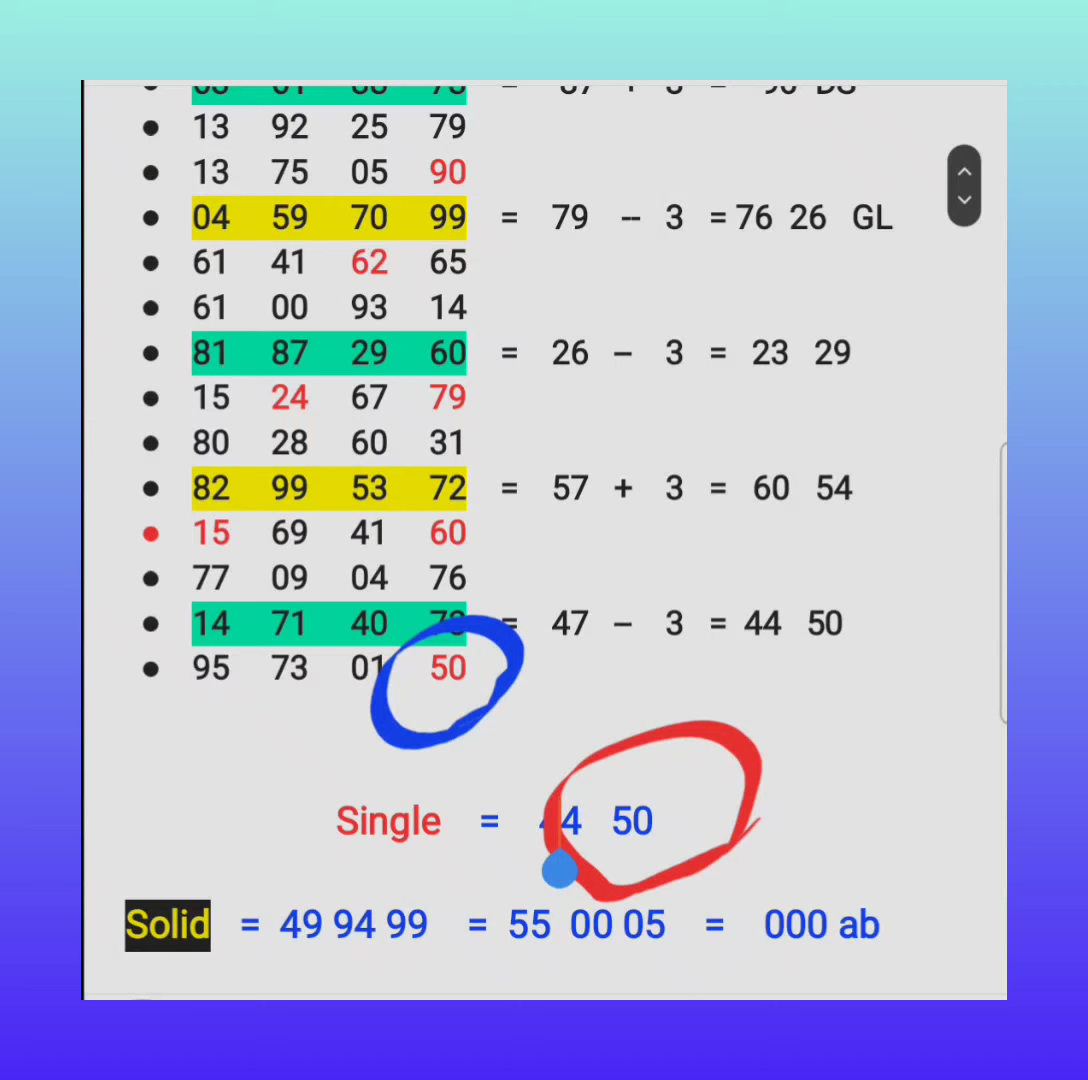 13 92 25 79
13 75 05 90
04 59 70 99 = 79 -- 3 = 76 26 GL
61 41 62 65
61 00 93 14
81 87 29 60 = 26 – 3 = 23 29
15 24 67 79
80 28 60 31
82 99 53 72 = 57 + 3 = 60 54
15 69 41 60
77 09 04 76
14 71 40 = 47 – 3 = 44 50
95 73 01 50
Single = 44 50
Solid = 49 94 99 = 55 00 05 = 000 ab